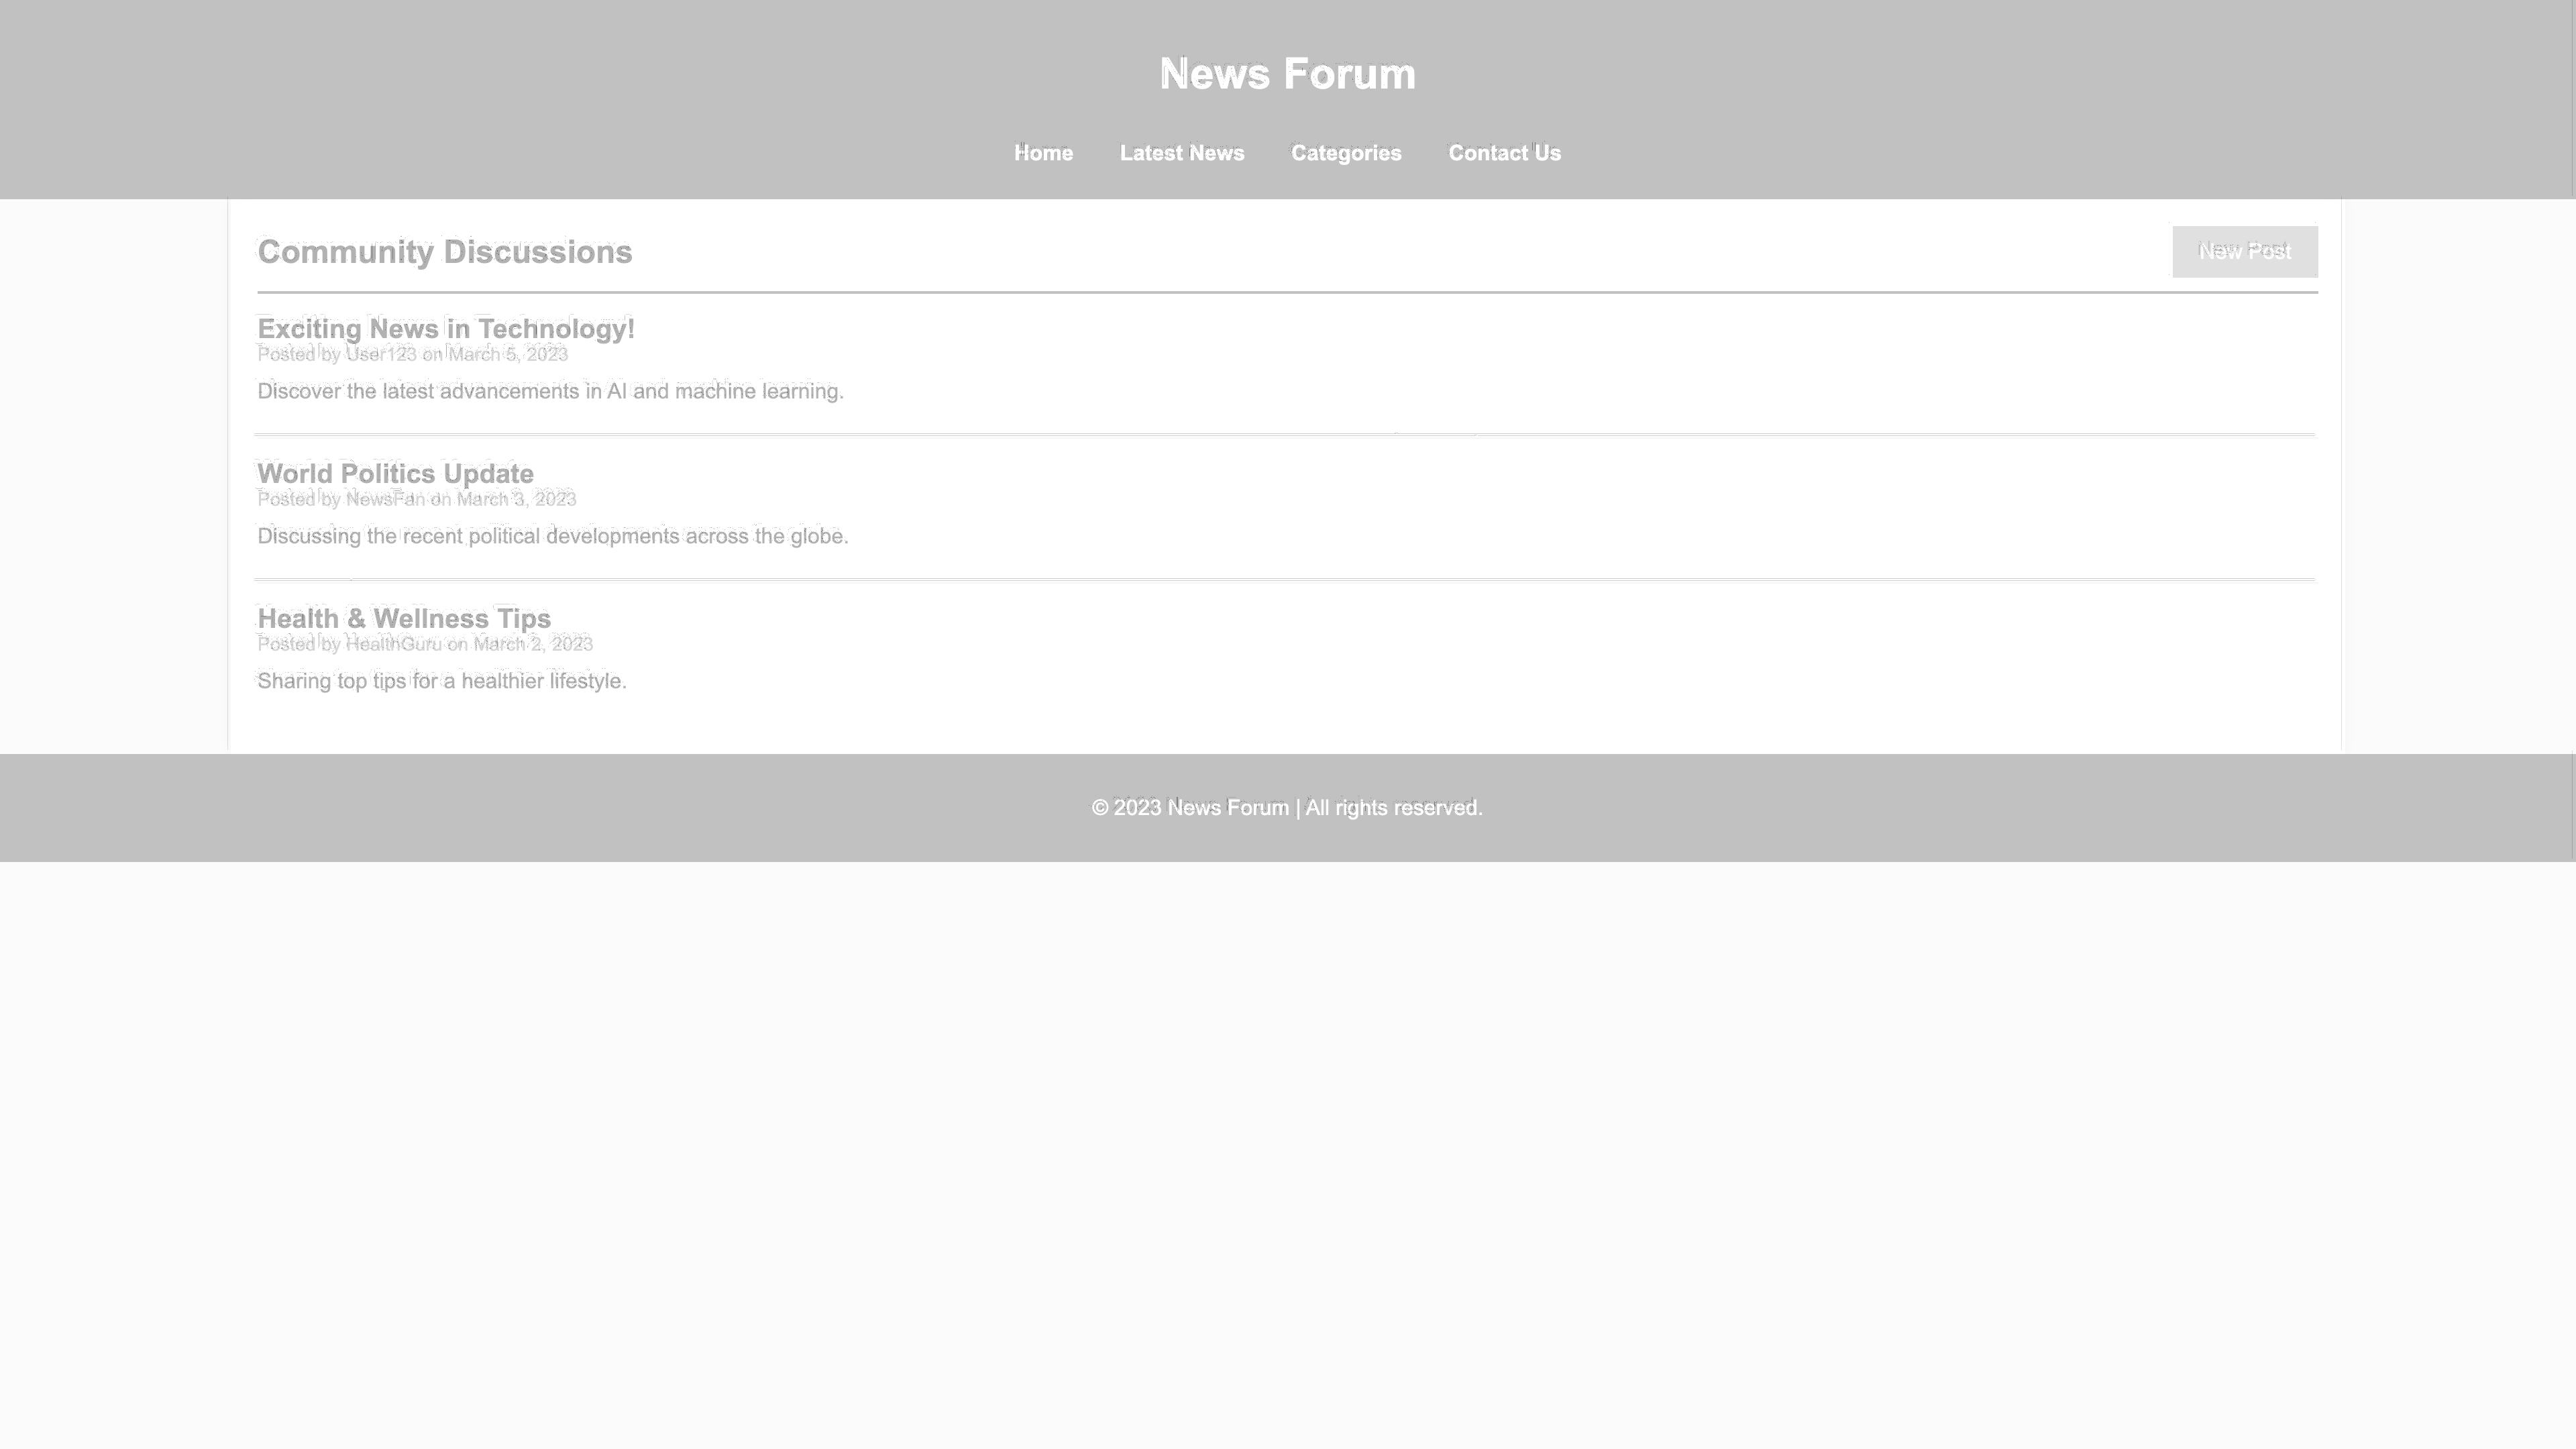 News Forum
Home Latest News Categories Contact Us
Community Discussions
New Post
Exciting News in Technology!
Posted by User123 on March 5, 2023
Discover the latest advancements in AI and machine learning.
World Politics Update
Posted by NewsFan on March 3, 2023
Discussing the recent political developments across the globe.
Health & Wellness Tips
Posted by HealthGuru on March 2, 2023
Sharing top tips for a healthier lifestyle.
© 2023 News Forum | All rights reserved.